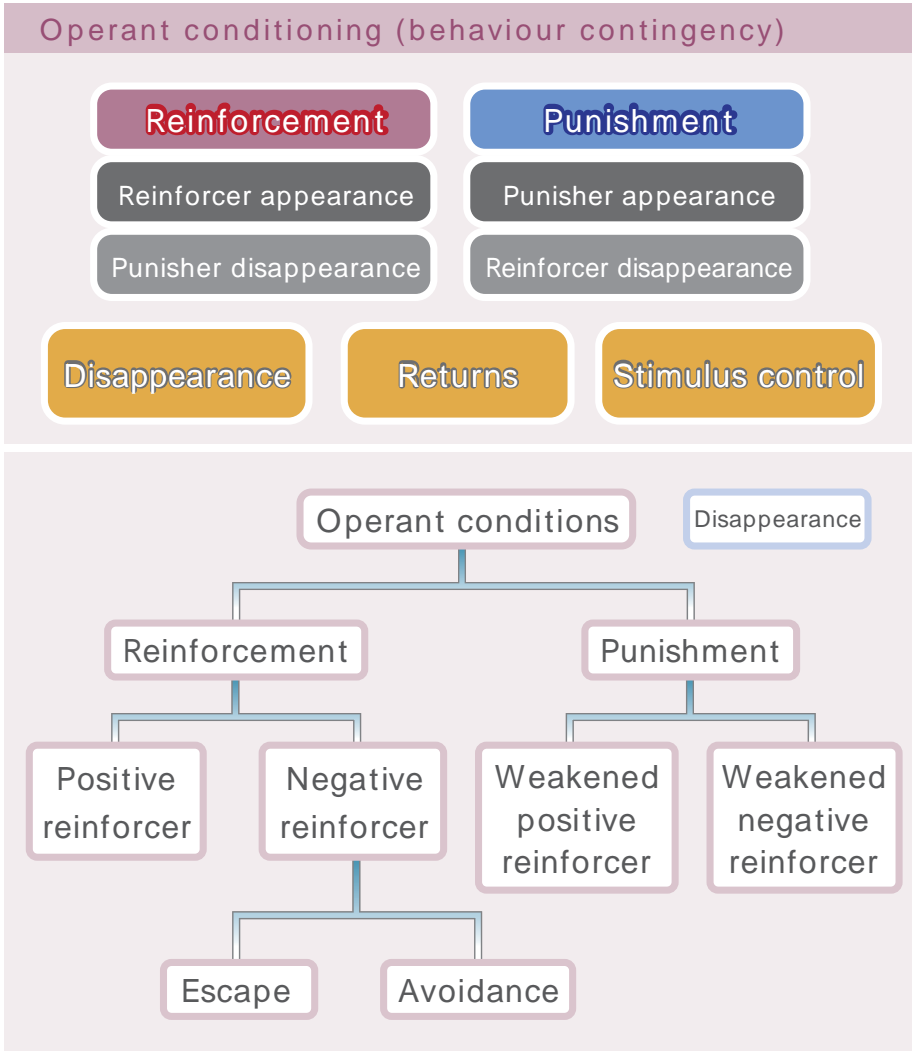 Operant conditioning (behaviour contingency)
Reinforcement
Punishment
Reinforcer appearance
Punisher appearance
Punisher disappearance
Reinforcer disappearance
Disappearance
Returns
Stimulus control
Operant conditions
Disappearance
Reinforcement
Punishment
Positive
reinforcer
Negative
reinforcer
Weakened
positive
reinforcer
Weakened
negative
reinforcer
Escape
Avoidance